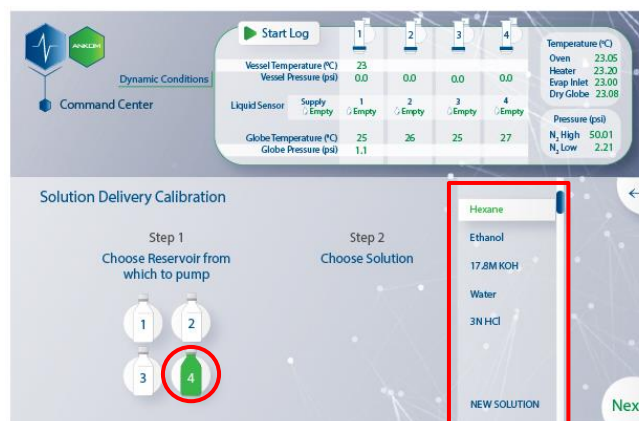 ANKOM
Start Log
1 2 3 4
Temperature (ºC)
Oven 23.05
Heater 23.20
Evap Inlet 23.00
Dry Globe 23.08
Pressure (psi)
N2 High 50.01
N2 Low 2.21
Dynamic Conditions
Command Center
Vessel Temperature (ºC) 23
Vessel Pressure (psi) 0.0 0.0 0.0 0.0
Liquid Sensor Supply 1 2 3 4
Empty Empty Empty Empty Empty
Globe Temperature (ºC) 25 26 25 27
Globe Pressure (psi) 1.1
Solution Delivery Calibration
Step 1
Choose Reservoir from
which to pump
1 2
3 4
Step 2
Choose Solution
Hexane
Ethanol
17.8M KOH
Water
3N HCl
NEW SOLUTION
Nex